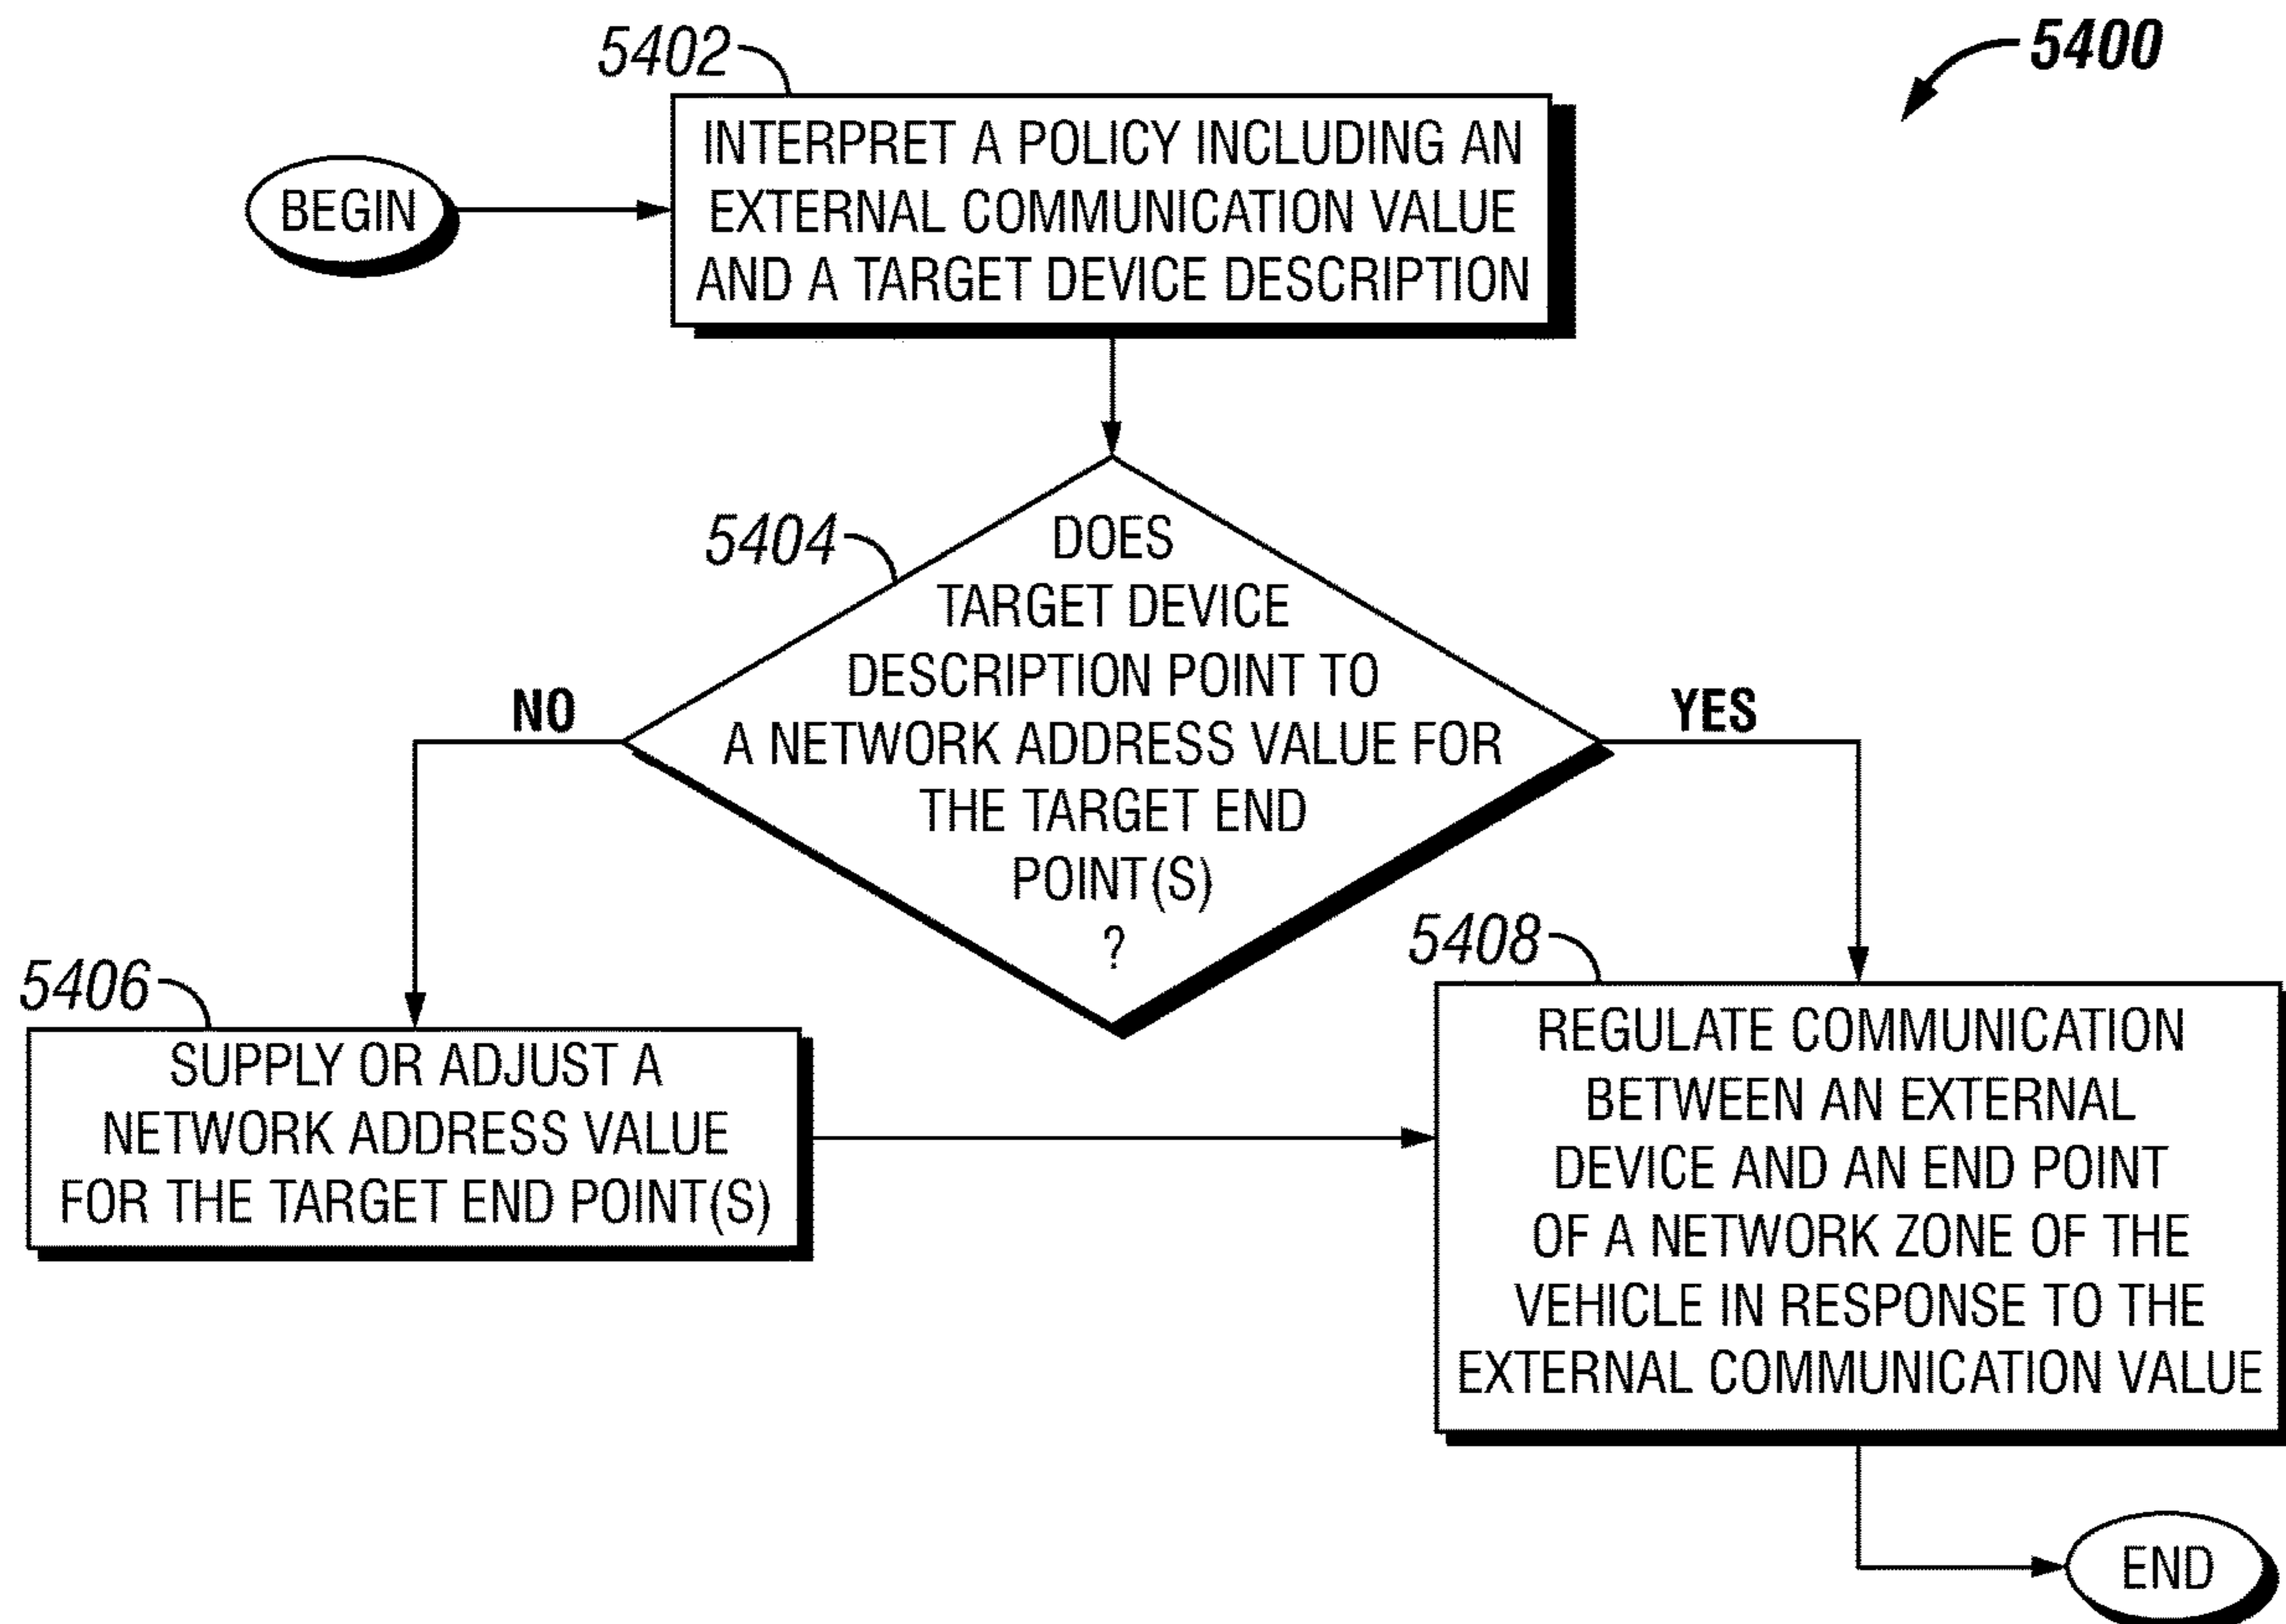 5402
5400
BEGIN
INTERPRET A POLICY INCLUDING AN
EXTERNAL COMMUNICATION VALUE
AND A TARGET DEVICE DESCRIPTION
5404
DOES
TARGET DEVICE
DESCRIPTION POINT TO
A NETWORK ADDRESS VALUE FOR
THE TARGET END
POINT(S)
?
NO
YES
5406
SUPPLY OR ADJUST A
NETWORK ADDRESS VALUE
FOR THE TARGET END POINT(S)
5408
REGULATE COMMUNICATION
BETWEEN AN EXTERNAL
DEVICE AND AN END POINT
OF A NETWORK ZONE OF THE
VEHICLE IN RESPONSE TO THE
EXTERNAL COMMUNICATION VALUE
END